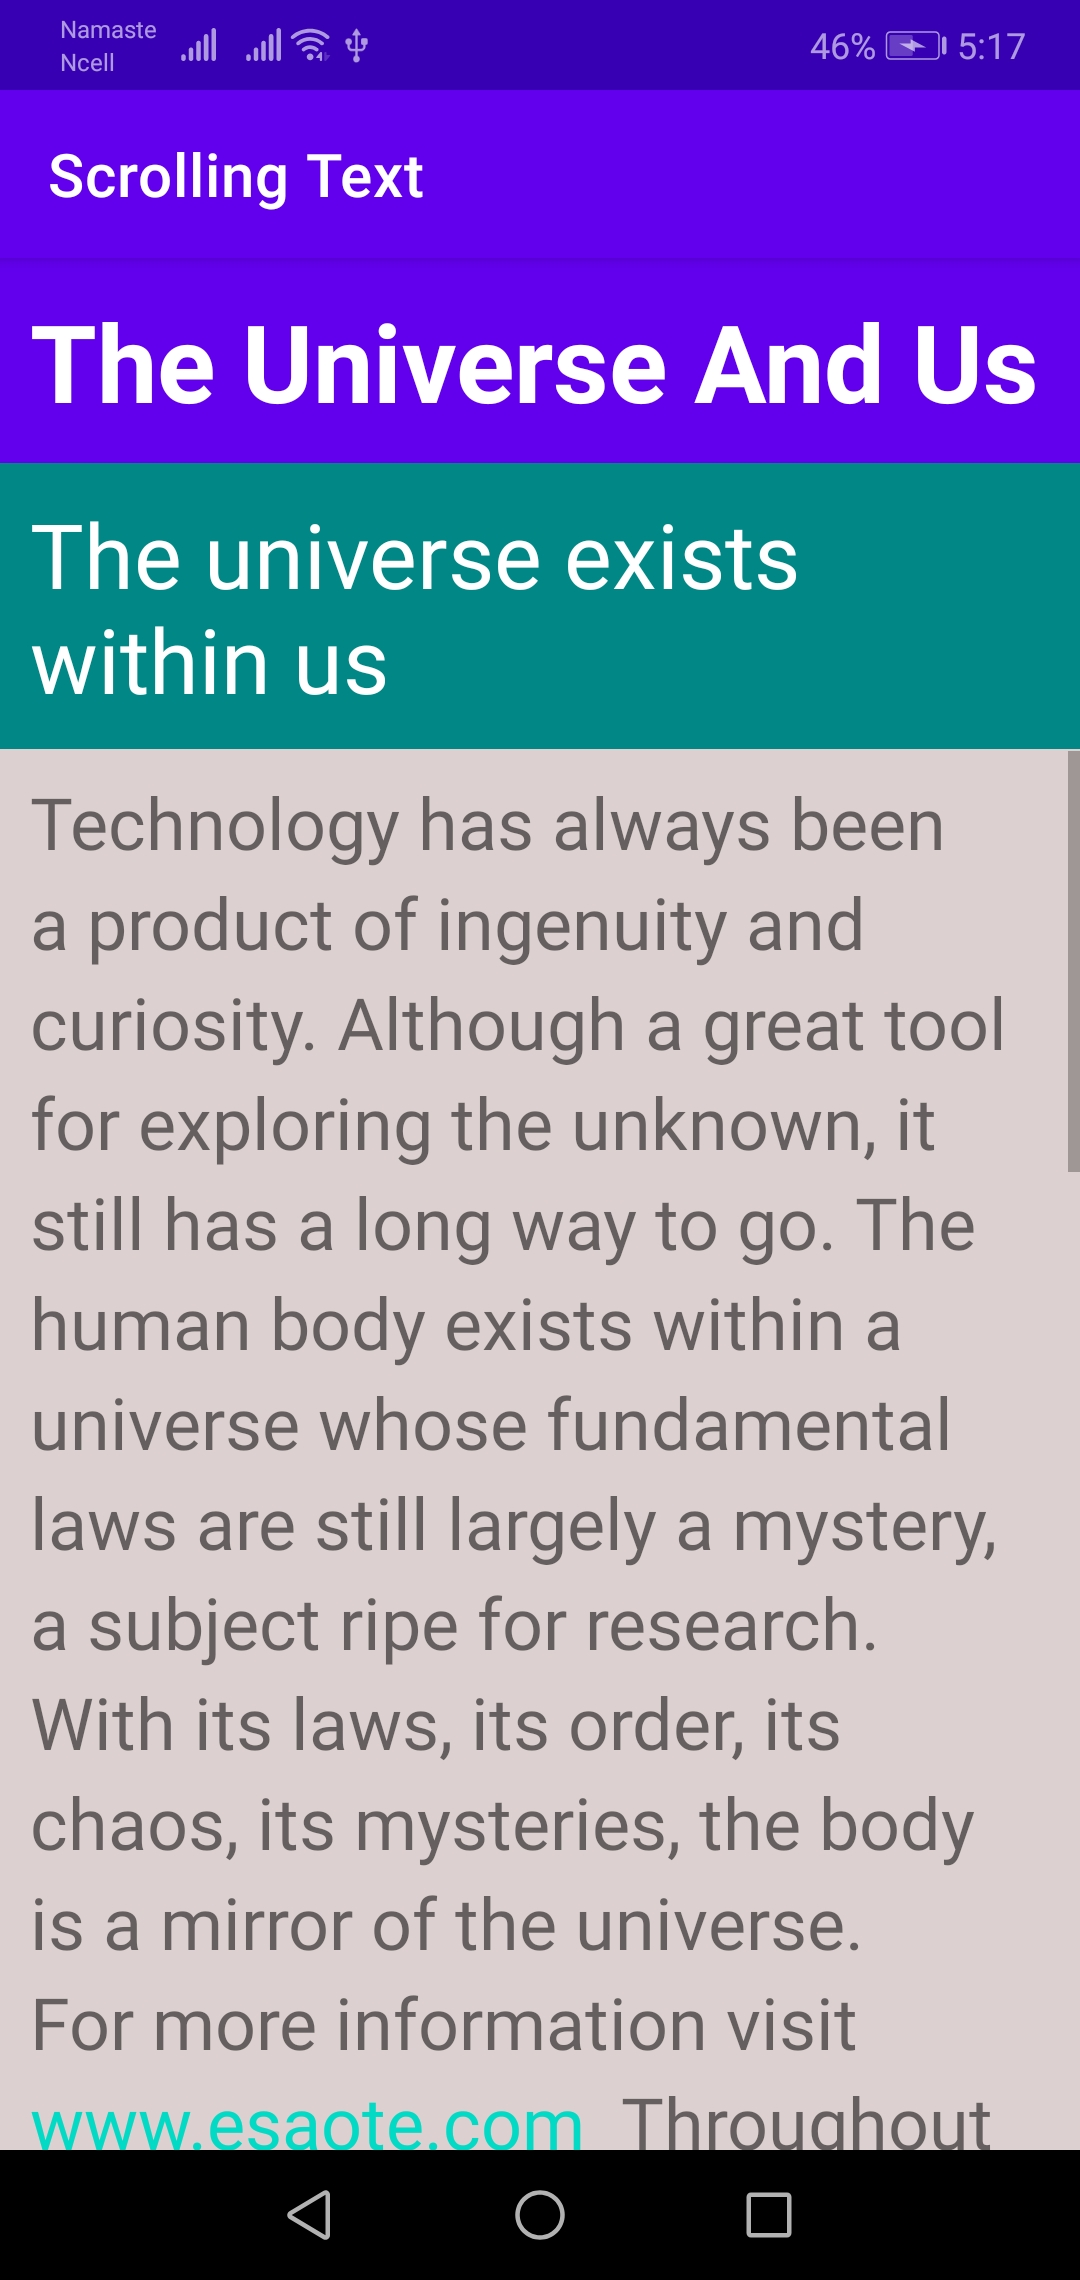 Namaste
Ncell
46% 5:17
Scrolling Text
The Universe And Us
The universe exists
within us
Technology has always been
a product of ingenuity and
curiosity. Although a great tool
for exploring the unknown, it
still has a long way to go. The
human body exists within a
universe whose fundamental
laws are still largely a mystery,
a subject ripe for research.
With its laws, its order, its
chaos, its mysteries, the body
is a mirror of the universe.
For more information visit
www.esaote.com Throughout